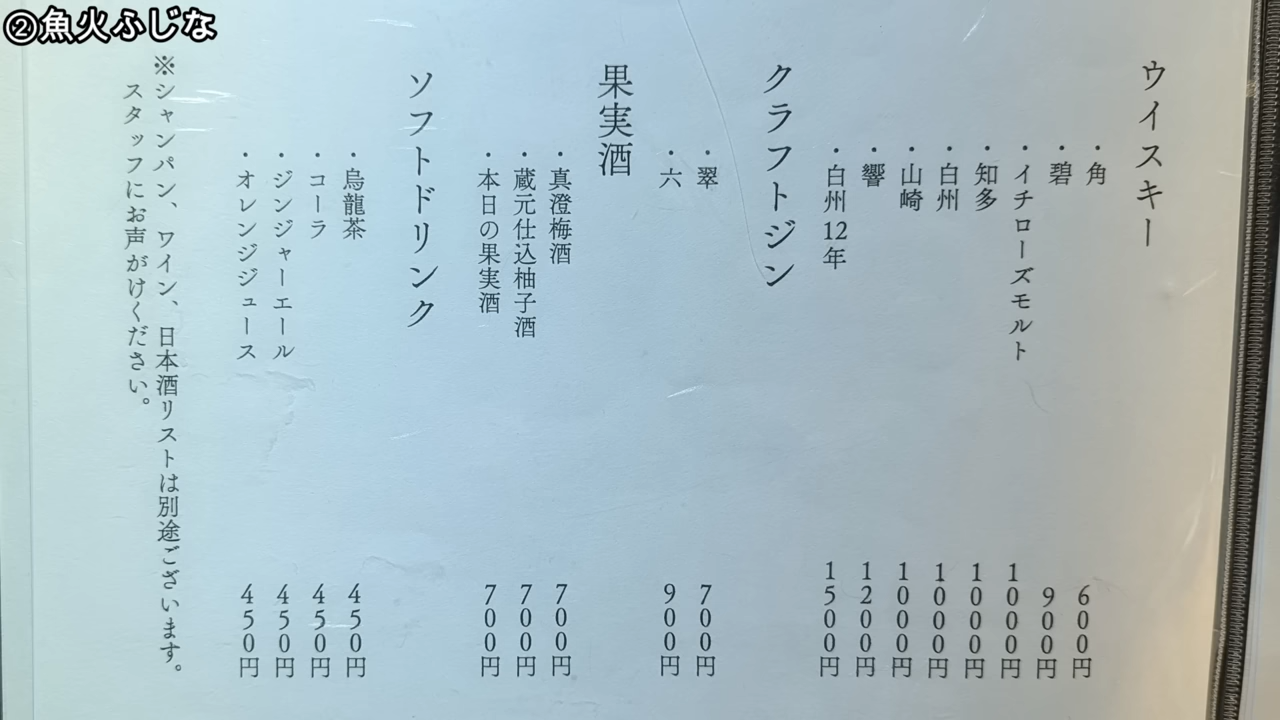 ②魚火ふじな
ウイスキー
・角 600円
・碧 900円
・イチローズモルト 1000円
・知多 1000円
・白州 1000円
・山崎 1000円
・響 1200円
・白州12年 1500円
クラフトジン
・翠 700円
・六 900円
果実酒
・真澄梅酒 700円
・蔵元仕込柚子酒 700円
・本日の果実酒 700円
ソフトドリンク
・烏龍茶 450円
・コーラ 450円
・ジンジャーエール 450円
・オレンジジュース 450円
※シャンパン、ワイン、日本酒リストは別途ございます。
スタッフにお声がけください。